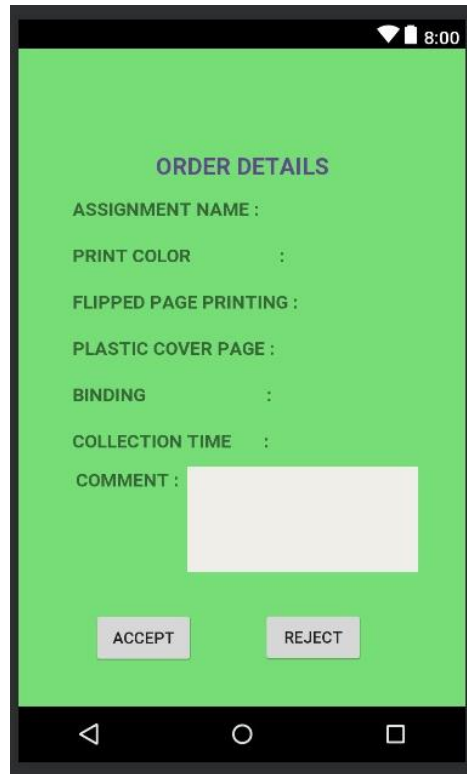 8:00
ORDER DETAILS
ASSIGNMENT NAME :
PRINT COLOR :
FLIPPED PAGE PRINTING :
PLASTIC COVER PAGE :
BINDING :
COLLECTION TIME :
COMMENT :
ACCEPT REJECT